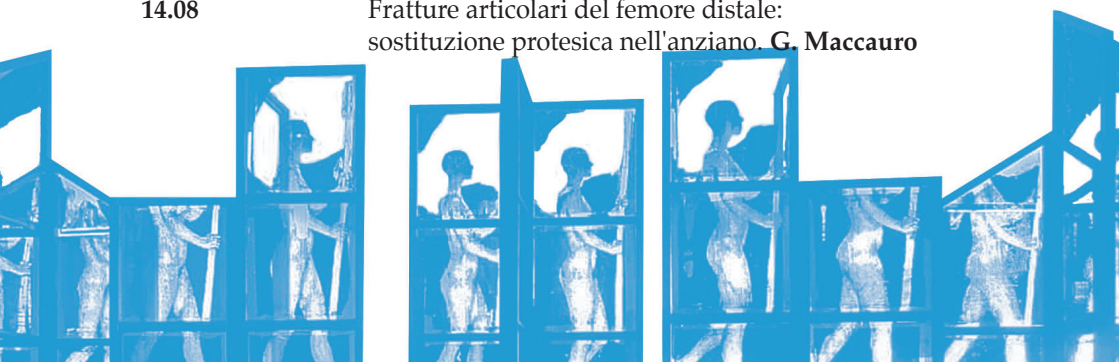 14.08 Fratture articolari del femore distale:
sostituzione protesica nell'anziano. G. Maccauro